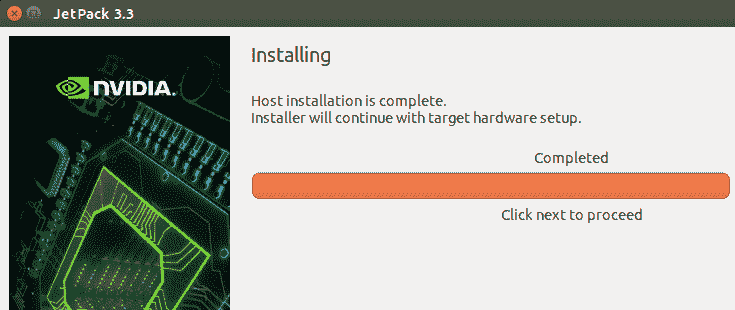 JetPack 3.3
NVIDIA.
Installing
Host installation is complete.
Installer will continue with target hardware setup.
Completed
Click next to proceed